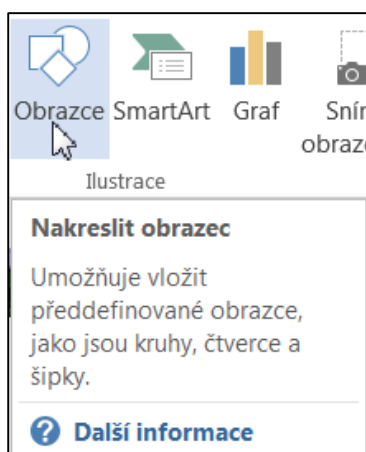 Obrazce SmartArt Graf
Ilustrace
Nakreslit obrazec
Umožňuje vložit
předdefinované obrazce,
jako jsou kruhy, čtverce a
šipky.
Další informace